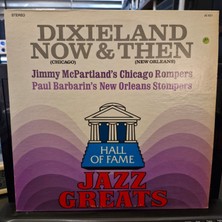 STEREO
DIXIELAND
NOW & THEN
(CHICAGO) (NEW ORLEANS)
Jimmy McPartland's Chicago Rompers
Paul Barbarin's New Orleans Stompers
HALL OF
FAME
JAZZ
GREATS